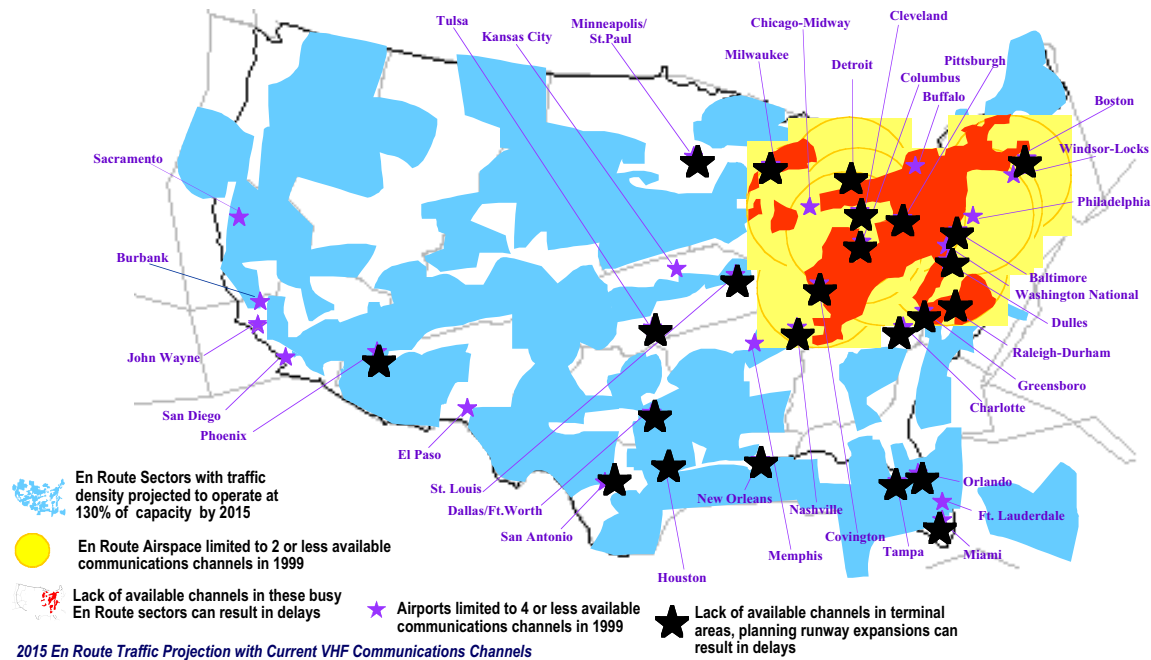 Tulsa
Kansas City
Minneapolis/
St.Paul
Chicago-Midway
Cleveland
Milwaukee
Detroit
Pittsburgh
Columbus
Buffalo
Boston
Windsor-Locks
Sacramento
Philadelphia
Burbank
Baltimore
Washington National
Dulles
John Wayne
Raleigh-Durham
Greensboro
San Diego
Charlotte
Phoenix
El Paso
St. Louis
Dallas/Ft.Worth
San Antonio
Houston
New Orleans
Nashville
Memphis
Covington
Tampa
Orlando
Ft. Lauderdale
Miami
En Route Sectors with traffic
density projected to operate at
130% of capacity by 2015
En Route Airspace limited to 2 or less available
communications channels in 1999
Lack of available channels in these busy
En Route sectors can result in delays
Airports limited to 4 or less available
communications channels in 1999
Lack of available channels in terminal
areas, planning runway expansions can
result in delays
2015 En Route Traffic Projection with Current VHF Communications Channels